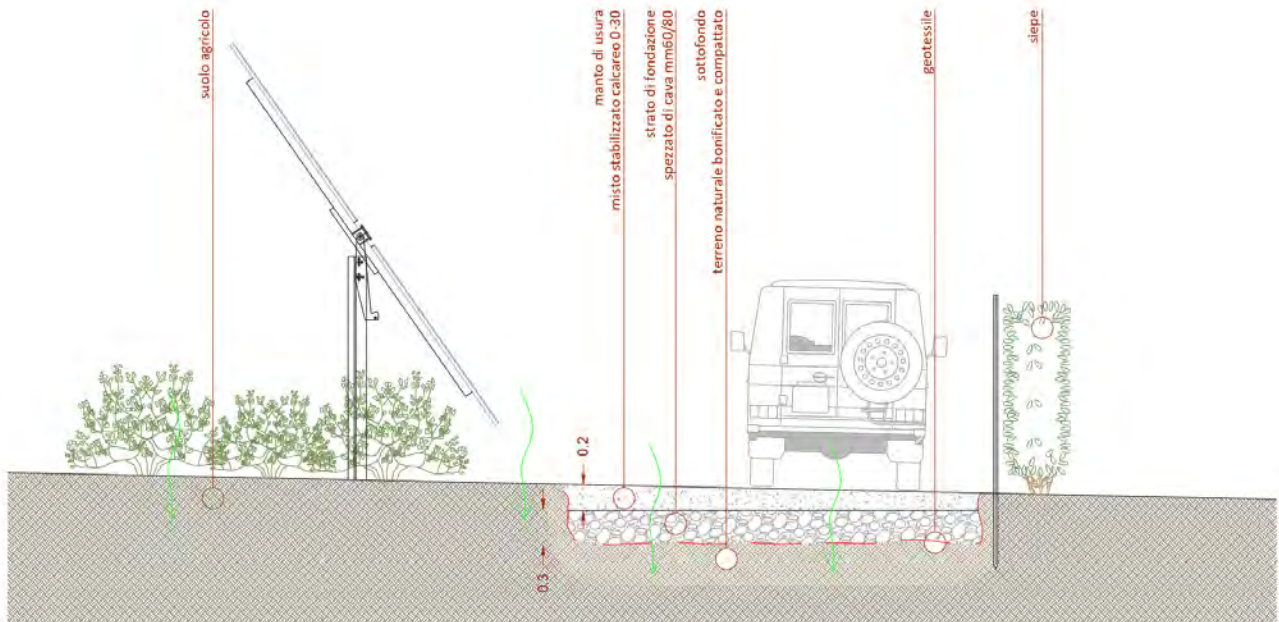 suolo agricolo
manto di usura
misto stabilizzato calcareo 0-30
strato di fondazione
spezzato di cava mm60/80
sottofondo
terreno naturale bonificato e compattato
geotessile
siepe
0.2
0.3